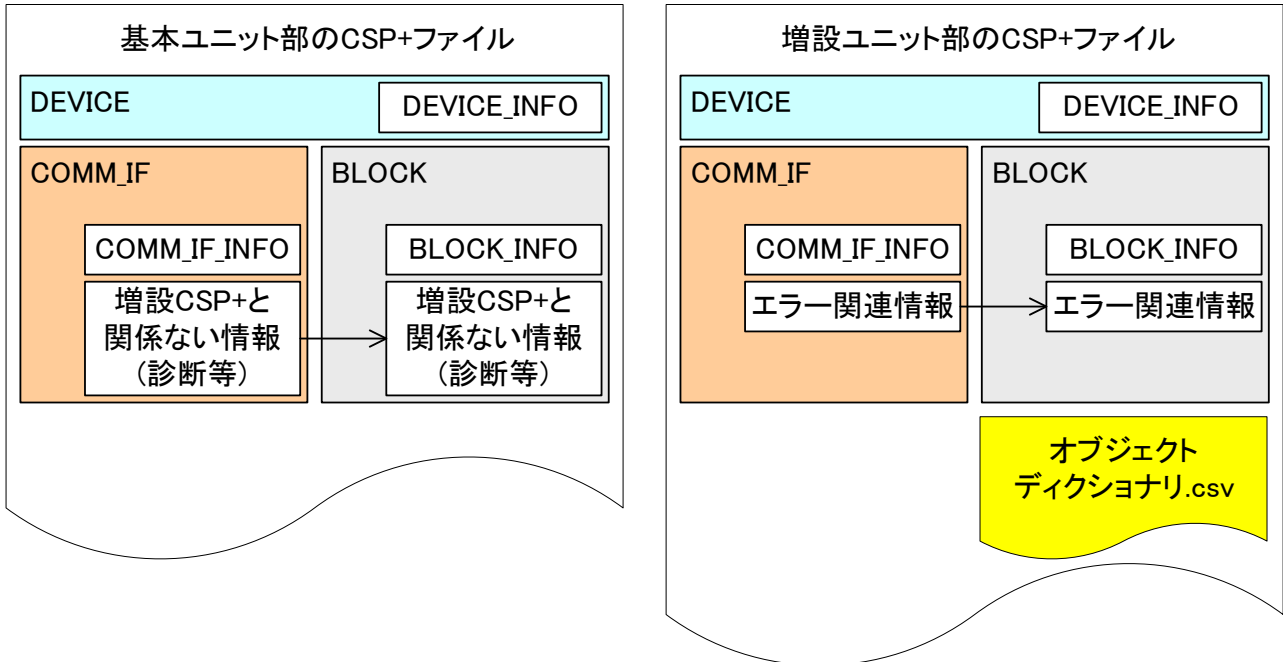 基本ユニット部のCSP+ファイル
DEVICE
DEVICE_INFO
COMM_IF
BLOCK
COMM_IF_INFO
BLOCK_INFO
増設CSP+と
関係ない情報
(診断等)
増設CSP+と
関係ない情報
(診断等)
増設ユニット部のCSP+ファイル
DEVICE
DEVICE_INFO
COMM_IF
BLOCK
COMM_IF_INFO
BLOCK_INFO
エラー関連情報
エラー関連情報
オブジェクト
ディクショナリ.csv